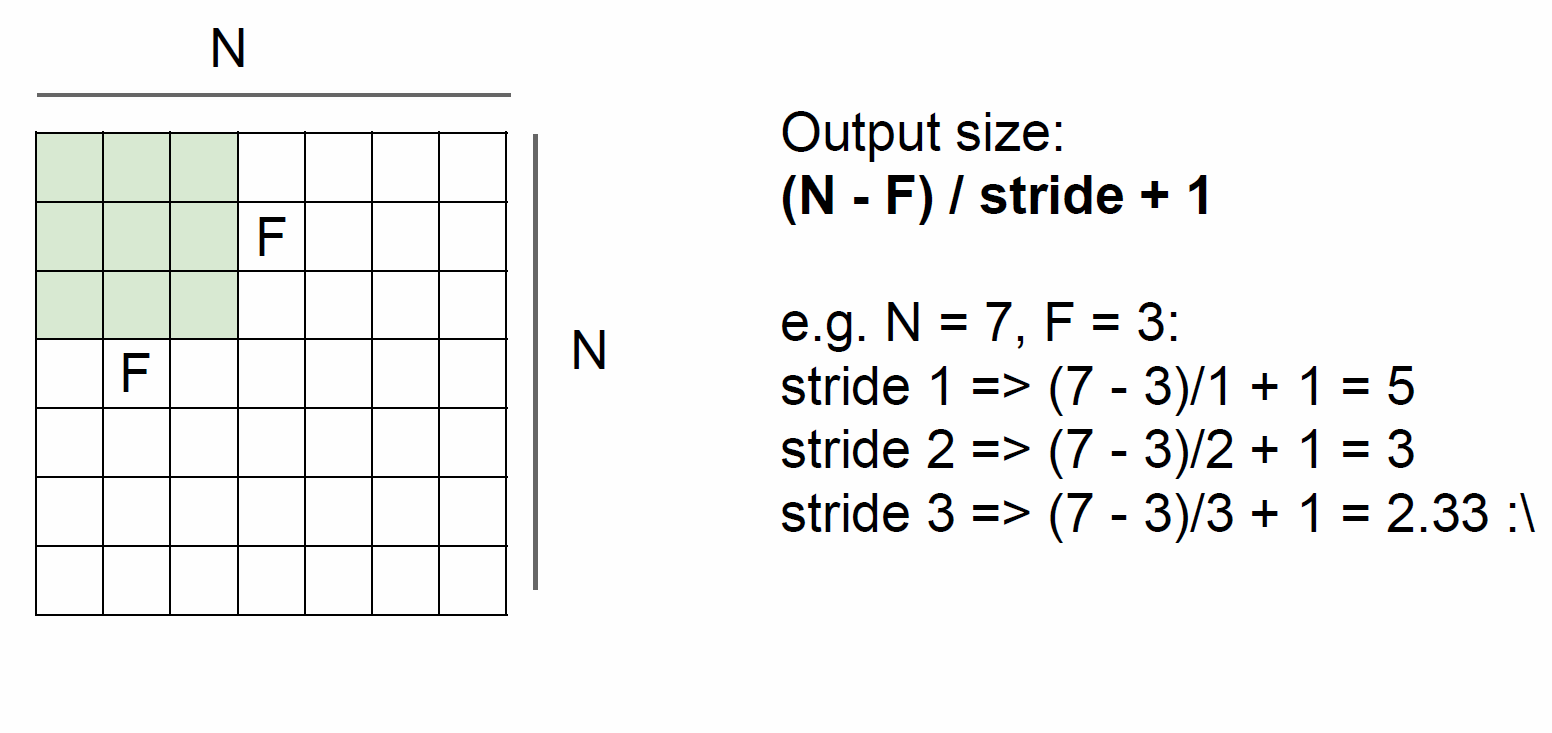 N
F
F
N
Output size:
(N - F) / stride + 1
e.g. N = 7, F = 3:
stride 1 => (7 - 3)/1 + 1 = 5
stride 2 => (7 - 3)/2 + 1 = 3
stride 3 => (7 - 3)/3 + 1 = 2.33 :\